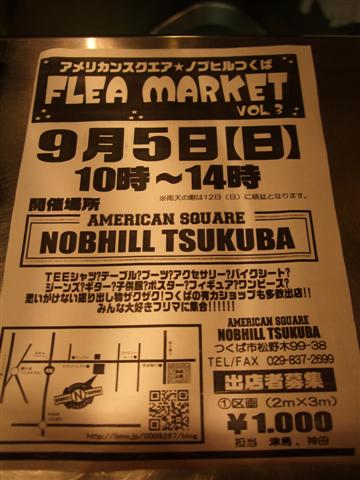 アメリカンスクエア★ノブヒルつくば
FLEA MARKET
VOL.3
9月5日【日】
10時〜14時
※雨天の際は12日（日）に順延となります。
開催場所
AMERICAN SQUARE
NOBHILL TSUKUBA
TEEシャツ?テーブル?ブーツ?アクセサリー?バイクシート?
ジーンズ?ギター?子供服?ポスター?フィギュア?ワンピース?
思いがけない掘り出し物ザクザク!つくばの有力ショップも多数出店!!
みんな大好きフリマに集合!!!!!!!
AMERICAN SQUARE
NOBHILL TSUKUBA
つくば市松野木99-38
TEL/FAX 029-837-2699
出店者募集
①区画（2m×3m）
¥1.000
担当 津島、神田
NOBHILL TSUKUBA
N
http://limo.jp/0009267/blog